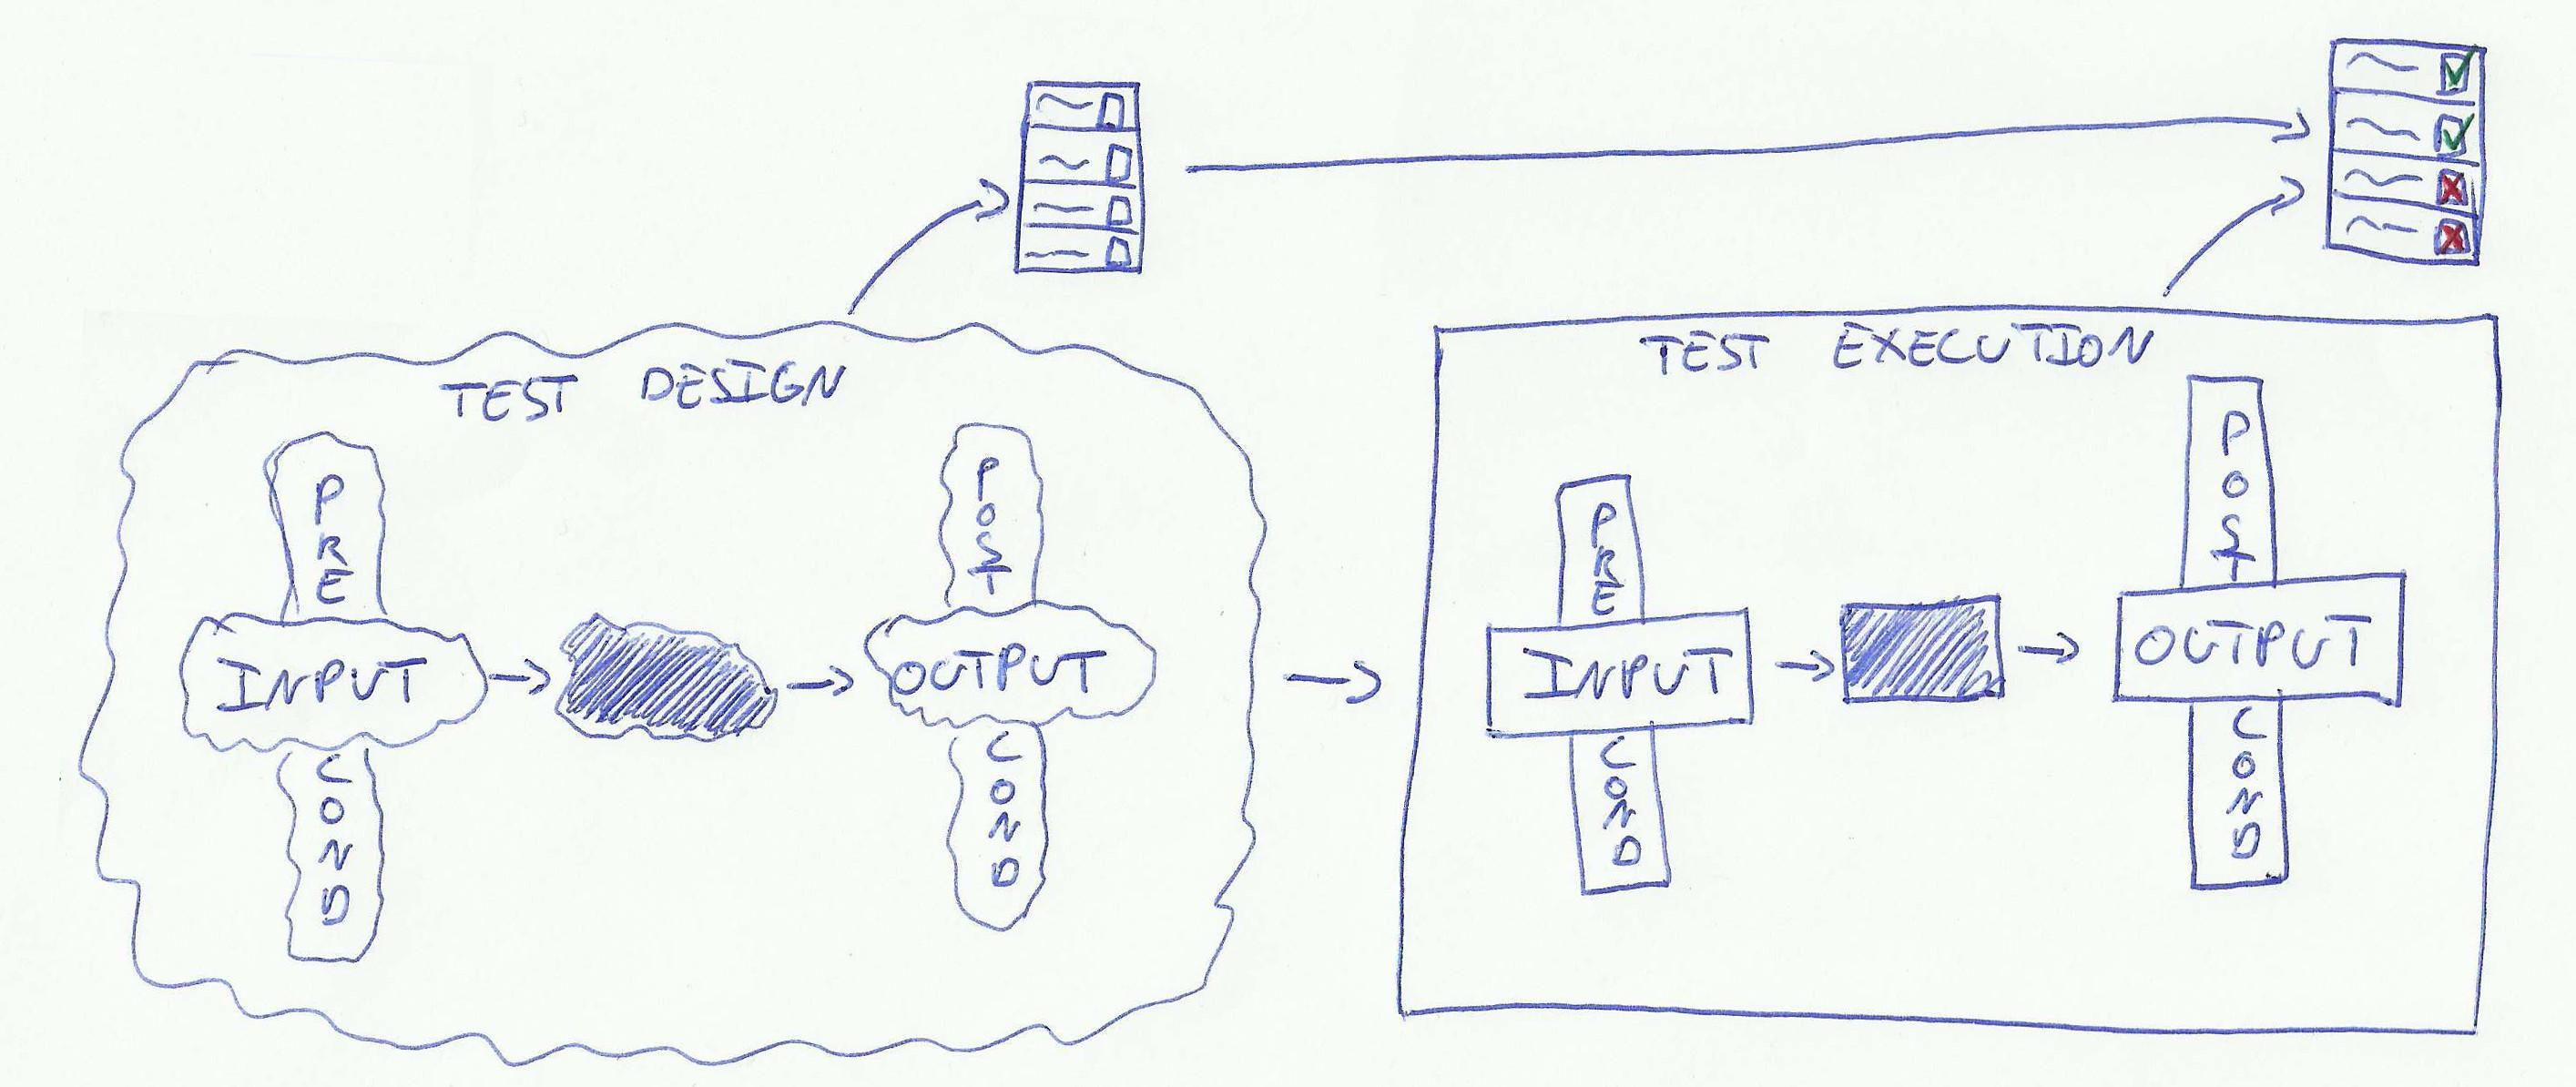 TEST DESIGN
PRE
INPUT
COND
POST
OUTPUT
COND
TEST EXECUTION
PRE
INPUT
COND
POST
OUTPUT
COND